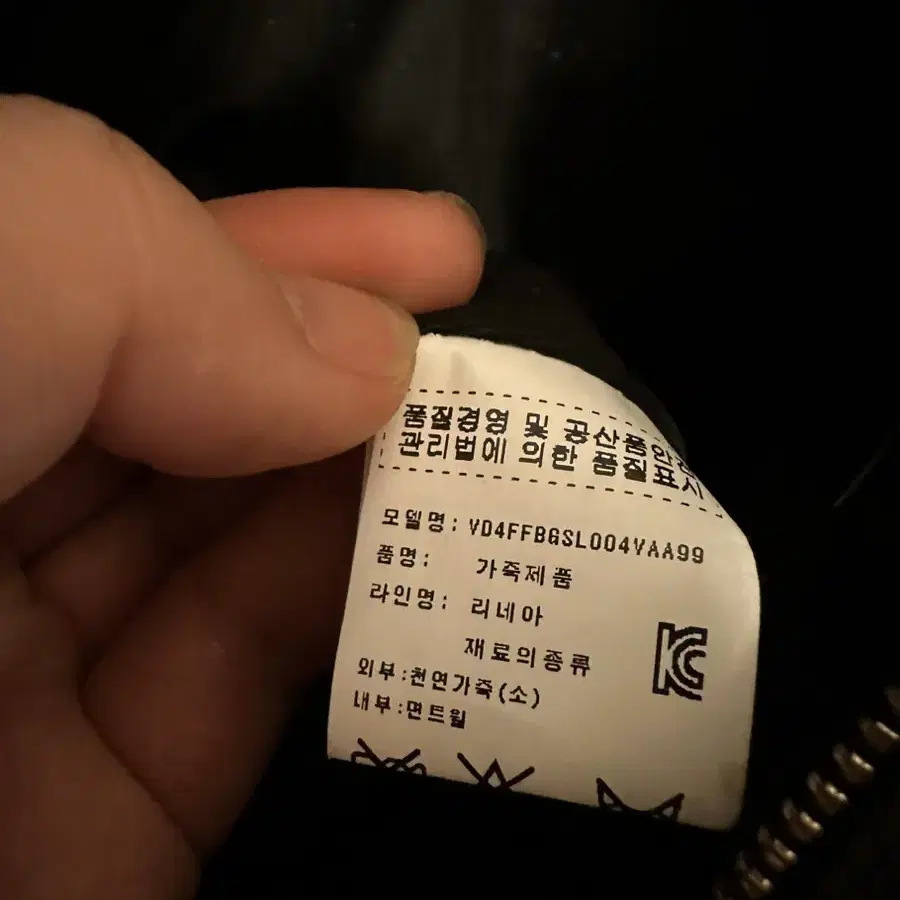 품질경영 및 공산품안전
관리법에 의한 품질표시
모델명: VD4FFBGSL004VAA99
품명: 가죽제품
라인명: 리네아
재료의종류
KC
외부:천연가죽(소)
내부:면트윌